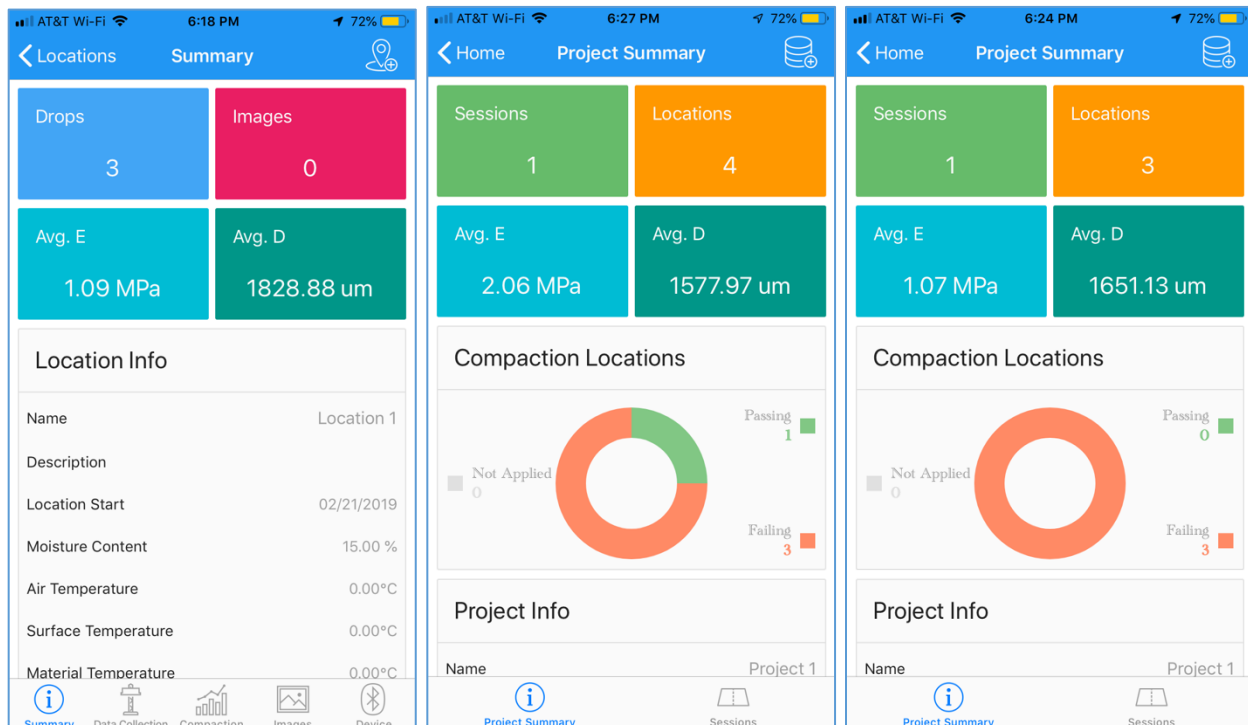 AT&T Wi-Fi 6:18 PM 72%
Locations Summary
Drops Images
3 0
Avg. E Avg. D
1.09 MPa 1828.88 um
Location Info
Name Location 1
Description
Location Start 02/21/2019
Moisture Content 15.00 %
Air Temperature 0.00°C
Surface Temperature 0.00°C
Material Temperature 0.00°C
Summary Data Collection Compaction Images Device
AT&T Wi-Fi 6:27 PM 72%
Home Project Summary
Sessions Locations
1 4
Avg. E Avg. D
2.06 MPa 1577.97 um
Compaction Locations
Passing
1
Not Applied
0
Failing
3
Project Info
Name Project 1
Project Summary Sessions
AT&T Wi-Fi 6:24 PM 72%
Home Project Summary
Sessions Locations
1 3
Avg. E Avg. D
1.07 MPa 1651.13 um
Compaction Locations
Passing
0
Not Applied
0
Failing
3
Project Info
Name Project 1
Project Summary Sessions